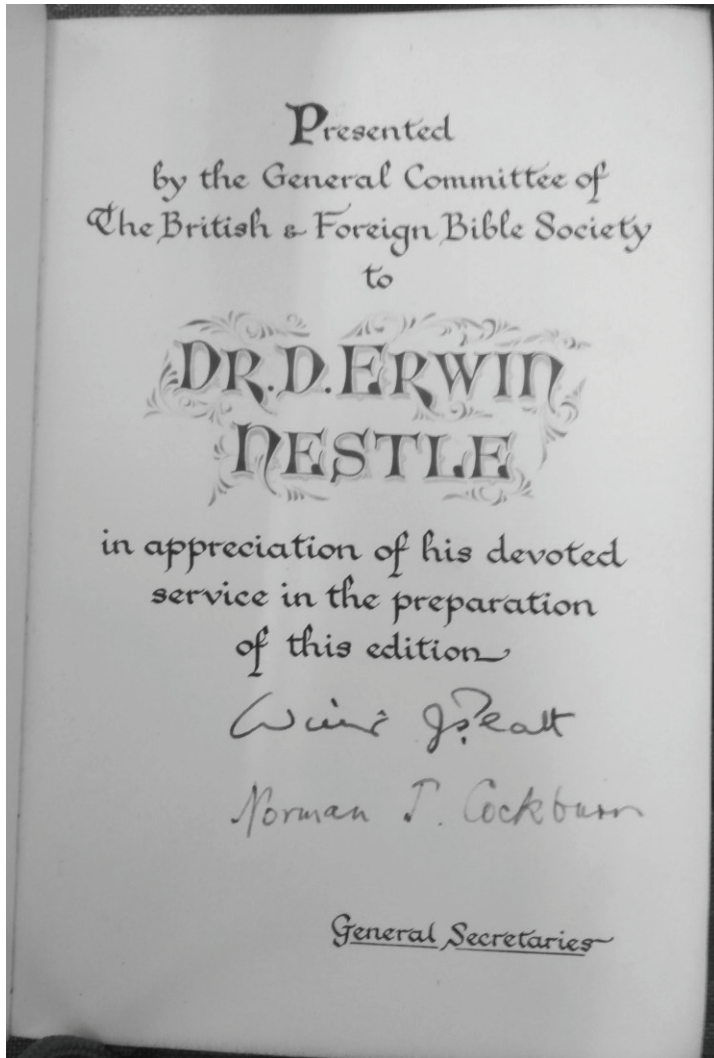 Presented
by the General Committee of
The British & Foreign Bible Society
to
DR. D. ERWIN
NESTLE
in appreciation of his devoted
service in the preparation
of this edition
Norman J. Cockburn
General Secretaries